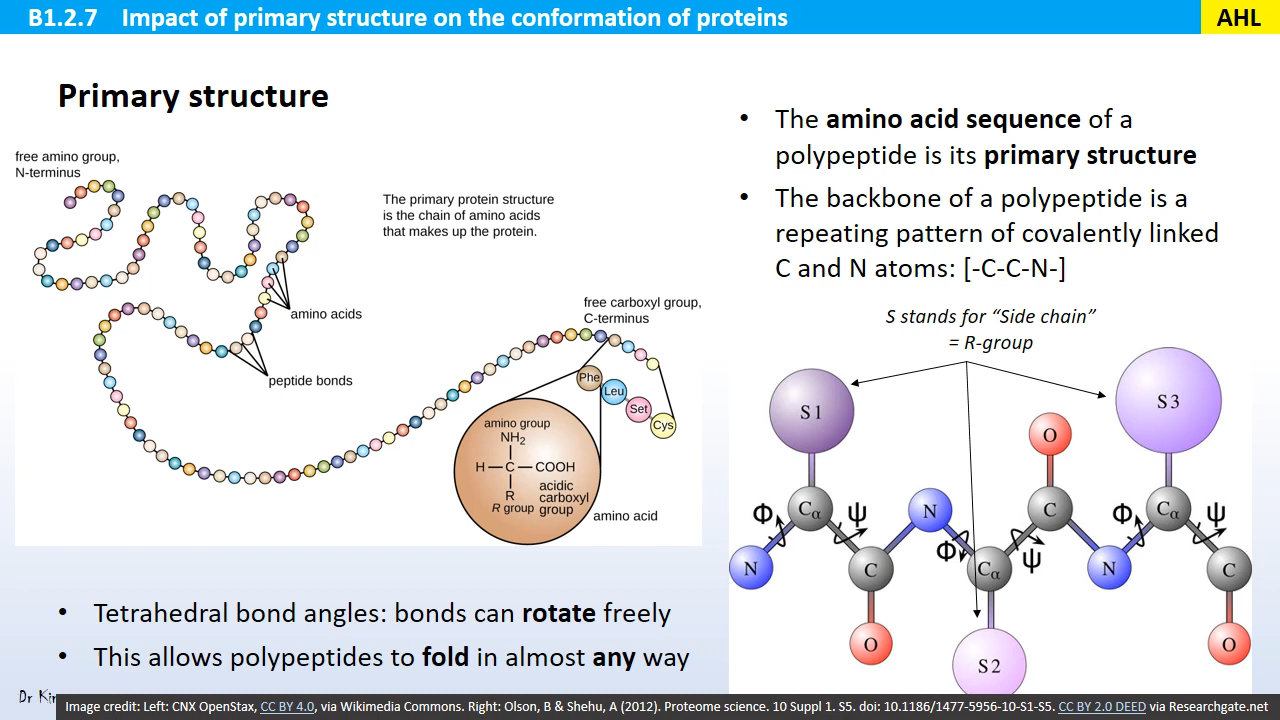 B1.2.7 Impact of primary structure on the conformation of proteins
AHL
Primary structure
free amino group,
N-terminus
The primary protein structure
is the chain of amino acids
that makes up the protein.
amino acids
peptide bonds
free carboxyl group,
C-terminus
Phe
Leu
Set
Cys
amino group
NH₂
H—C—COOH
R
R group
acidic
carboxyl
group
amino acid
• Tetrahedral bond angles: bonds can rotate freely
• This allows polypeptides to fold in almost any way
• The amino acid sequence of a
polypeptide is its primary structure
• The backbone of a polypeptide is a
repeating pattern of covalently linked
C and N atoms: [-C-C-N-]
S stands for “Side chain”
= R-group
S1
S3
O
Φ
Cα
Ψ
N
C
Φ
Cα
Ψ
N
C
Φ
Cα
Ψ
N
C
O
S2
O
Dr
Image credit: Left: CNX OpenStax, CC BY 4.0, via Wikimedia Commons. Right: Olson, B & Shehu, A (2012). Proteome science. 10 Suppl 1. S5. doi: 10.1186/1477-5956-10-S1-S5. CC BY 2.0 DEED via Researchgate.net